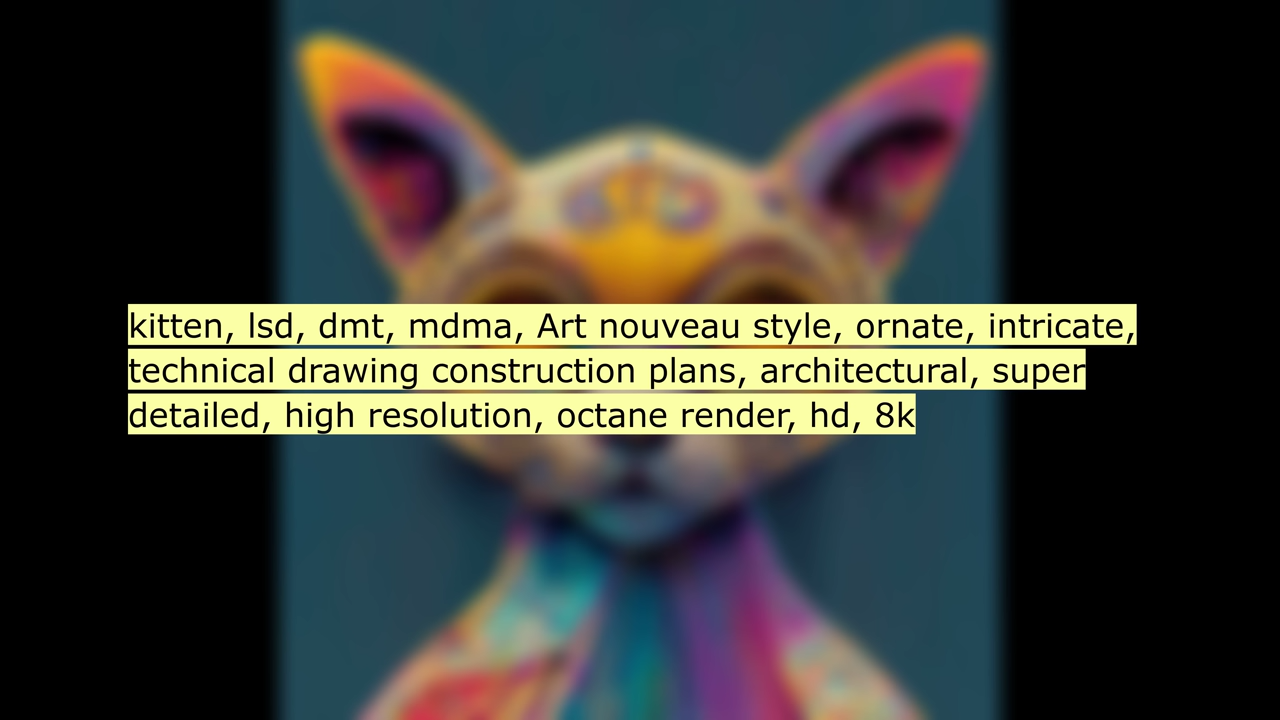 kitten, lsd, dmt, mdma, Art nouveau style, ornate, intricate,
technical drawing construction plans, architectural, super
detailed, high resolution, octane render, hd, 8k